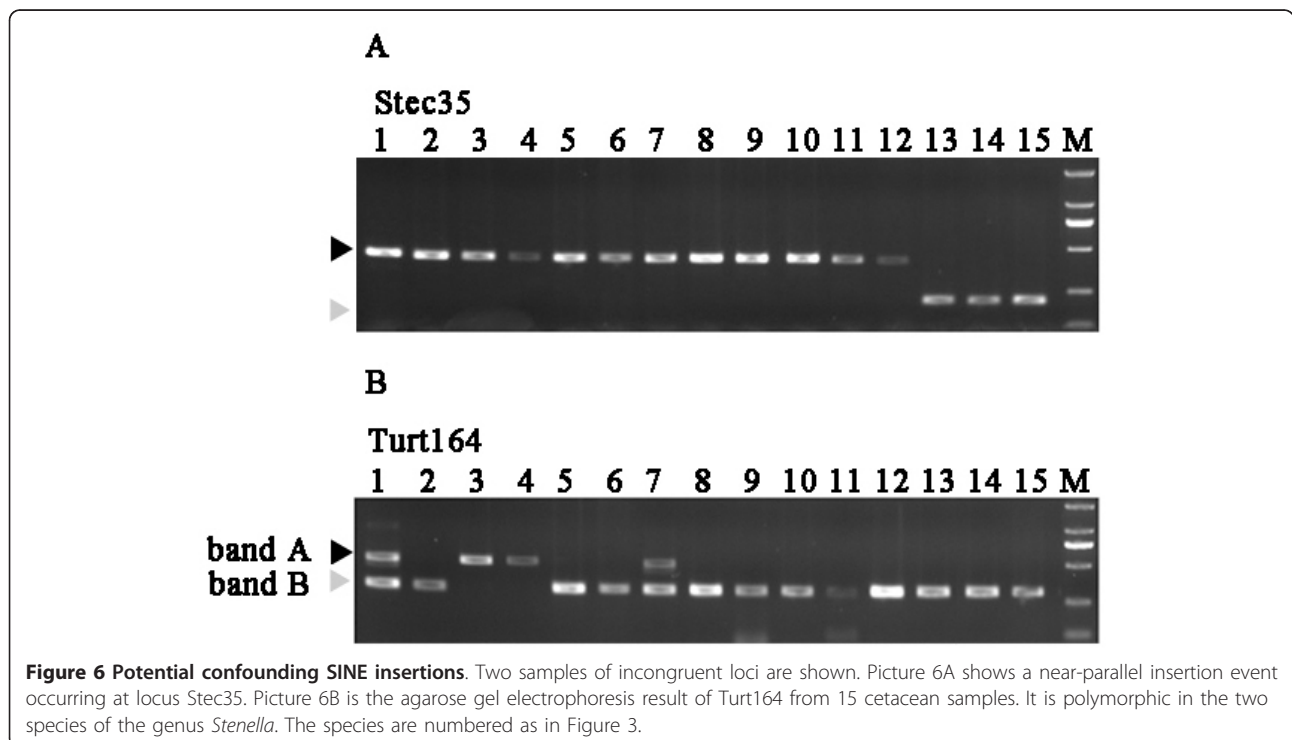 A
Stec35
1 2 3 4 5 6 7 8 9 10 11 12 13 14 15 M
B
Turt164
1 2 3 4 5 6 7 8 9 10 11 12 13 14 15 M
band A
band B
Figure 6 Potential confounding SINE insertions. Two samples of incongruent loci are shown. Picture 6A shows a near-parallel insertion event
occurring at locus Stec35. Picture 6B is the agarose gel electrophoresis result of Turt164 from 15 cetacean samples. It is polymorphic in the two
species of the genus Stenella. The species are numbered as in Figure 3.